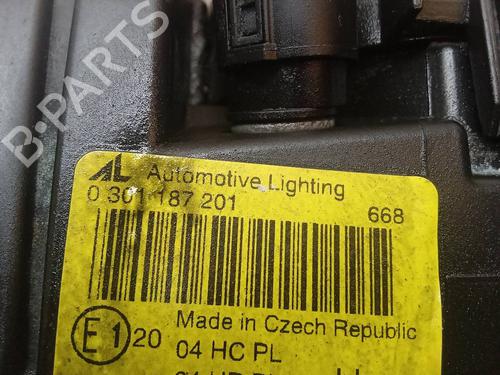 B-PARTS
AL Automotive Lighting
0 301 187 201
668
E1 20
Made in Czech Republic
04 HC PL